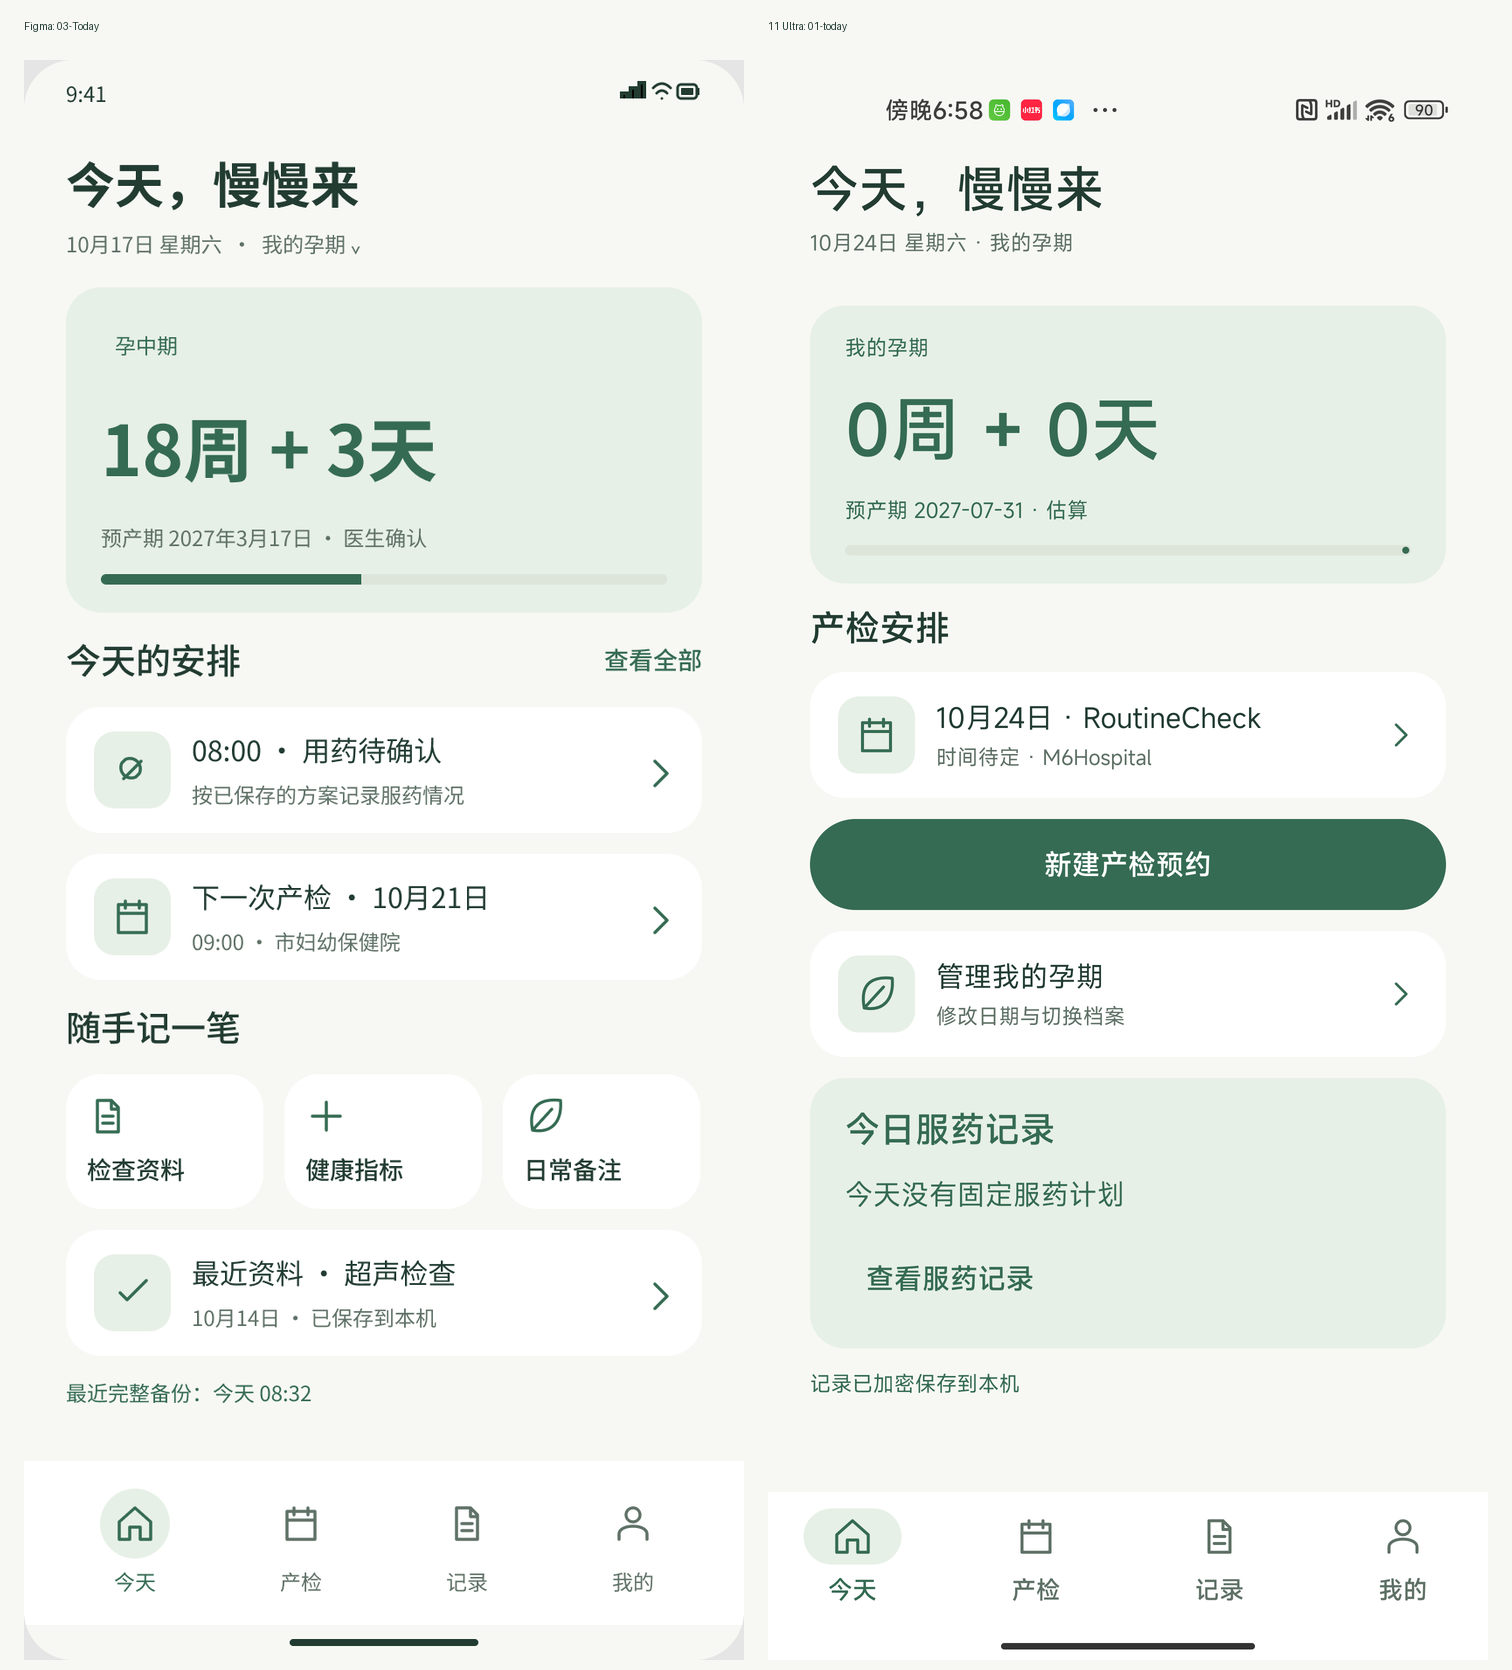 Figma: 03-Today
9:41
今天，慢慢来
10月17日 星期六 • 我的孕期
孕中期
18周 + 3天
预产期 2027年3月17日 • 医生确认
今天的安排 查看全部
08:00 • 用药待确认
按已保存的方案记录服药情况
下一次产检 • 10月21日
09:00 • 市妇幼保健院
随手记一笔
检查资料 健康指标 日常备注
最近资料 • 超声检查
10月14日 • 已保存到本机
最近完整备份：今天 08:32
今天 产检 记录 我的
11 Ultra: 01-today
傍晚6:58 小红书 ··· HD 6 90
今天，慢慢来
10月24日 星期六 · 我的孕期
我的孕期
0周 + 0天
预产期 2027-07-31 · 估算
产检安排
10月24日 · RoutineCheck
时间待定 · M6Hospital
新建产检预约
管理我的孕期
修改日期与切换档案
今日服药记录
今天没有固定服药计划
查看服药记录
记录已加密保存到本机
今天 产检 记录 我的